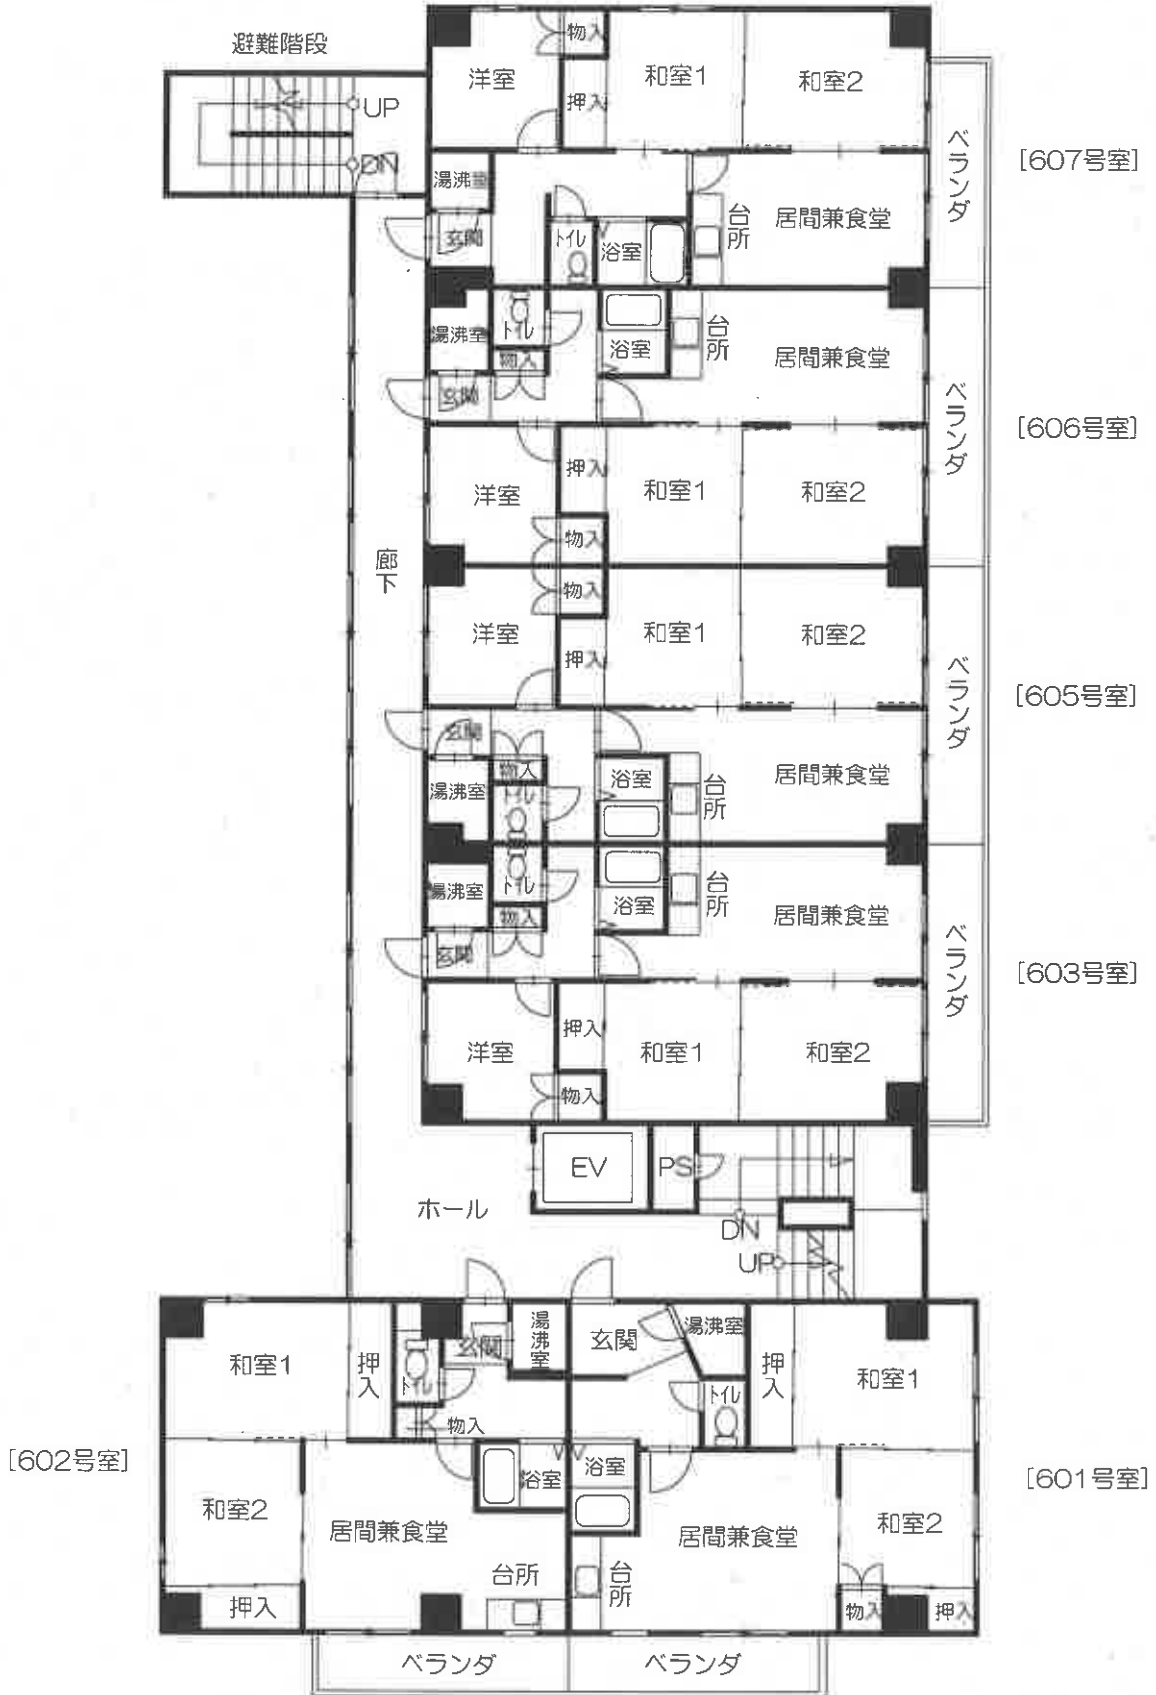 避難階段
UP
DN
洋室
物入
押入
和室1
和室2
ベランダ
[607号室]
湯沸室
玄関
トイレ
浴室
台所
居間兼食堂
湯沸室
トイレ
物入
玄関
浴室
台所
居間兼食堂
ベランダ
[606号室]
洋室
押入
物入
和室1
和室2
廊下
洋室
物入
押入
和室1
和室2
ベランダ
[605号室]
玄関
物入
湯沸室
トイレ
浴室
台所
居間兼食堂
湯沸室
トイレ
物入
玄関
浴室
台所
居間兼食堂
ベランダ
[603号室]
洋室
押入
物入
和室1
和室2
EV
PS
ホール
DN
UP
和室1
押入
トイレ
玄関
湯沸室
物入
[602号室]
和室2
居間兼食堂
浴室
台所
押入
ベランダ
玄関
湯沸室
トイレ
押入
和室1
浴室
[601号室]
居間兼食堂
和室2
台所
物入
押入
ベランダ